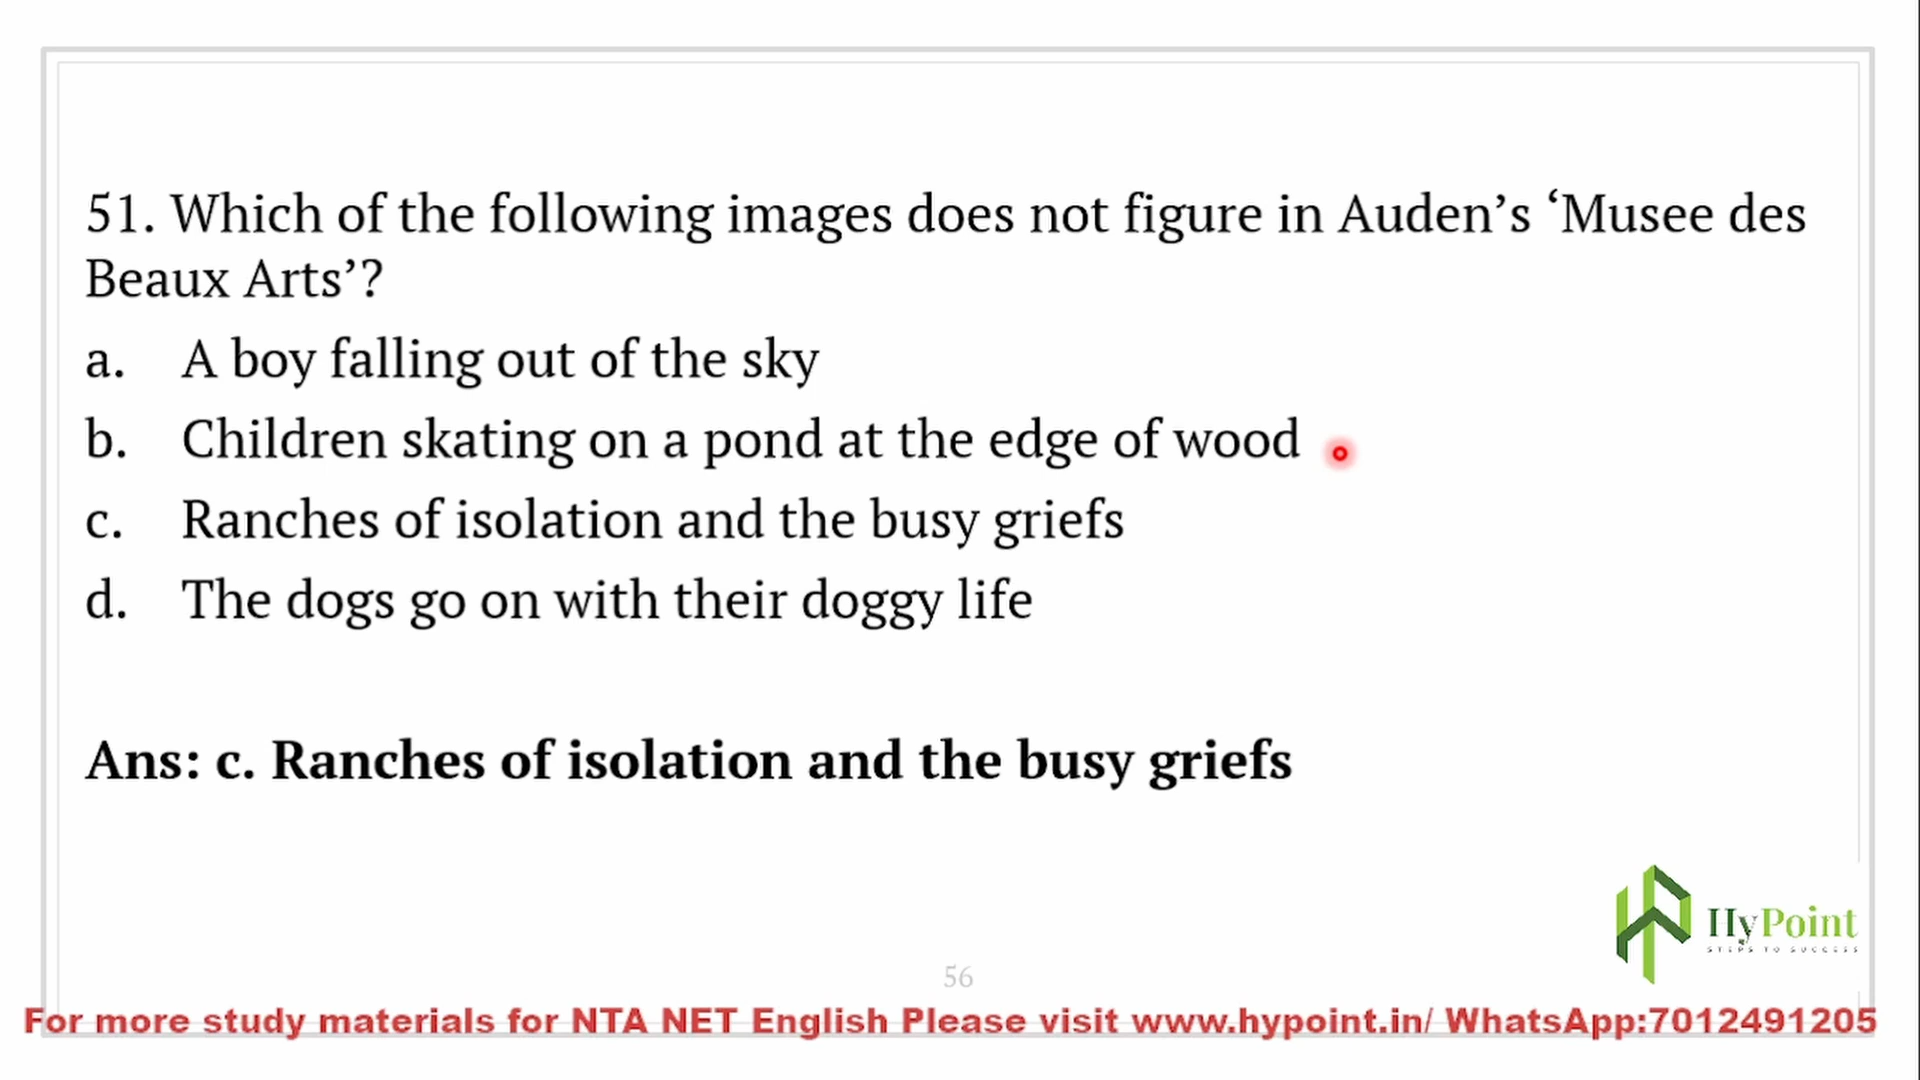 51. Which of the following images does not figure in Auden’s ‘Musee des
Beaux Arts’?
a. A boy falling out of the sky
b. Children skating on a pond at the edge of wood
c. Ranches of isolation and the busy griefs
d. The dogs go on with their doggy life
Ans: c. Ranches of isolation and the busy griefs
HyPoint
STEPS TO SUCCESS
56
For more study materials for NTA NET English Please visit www.hypoint.in/ WhatsApp:7012491205